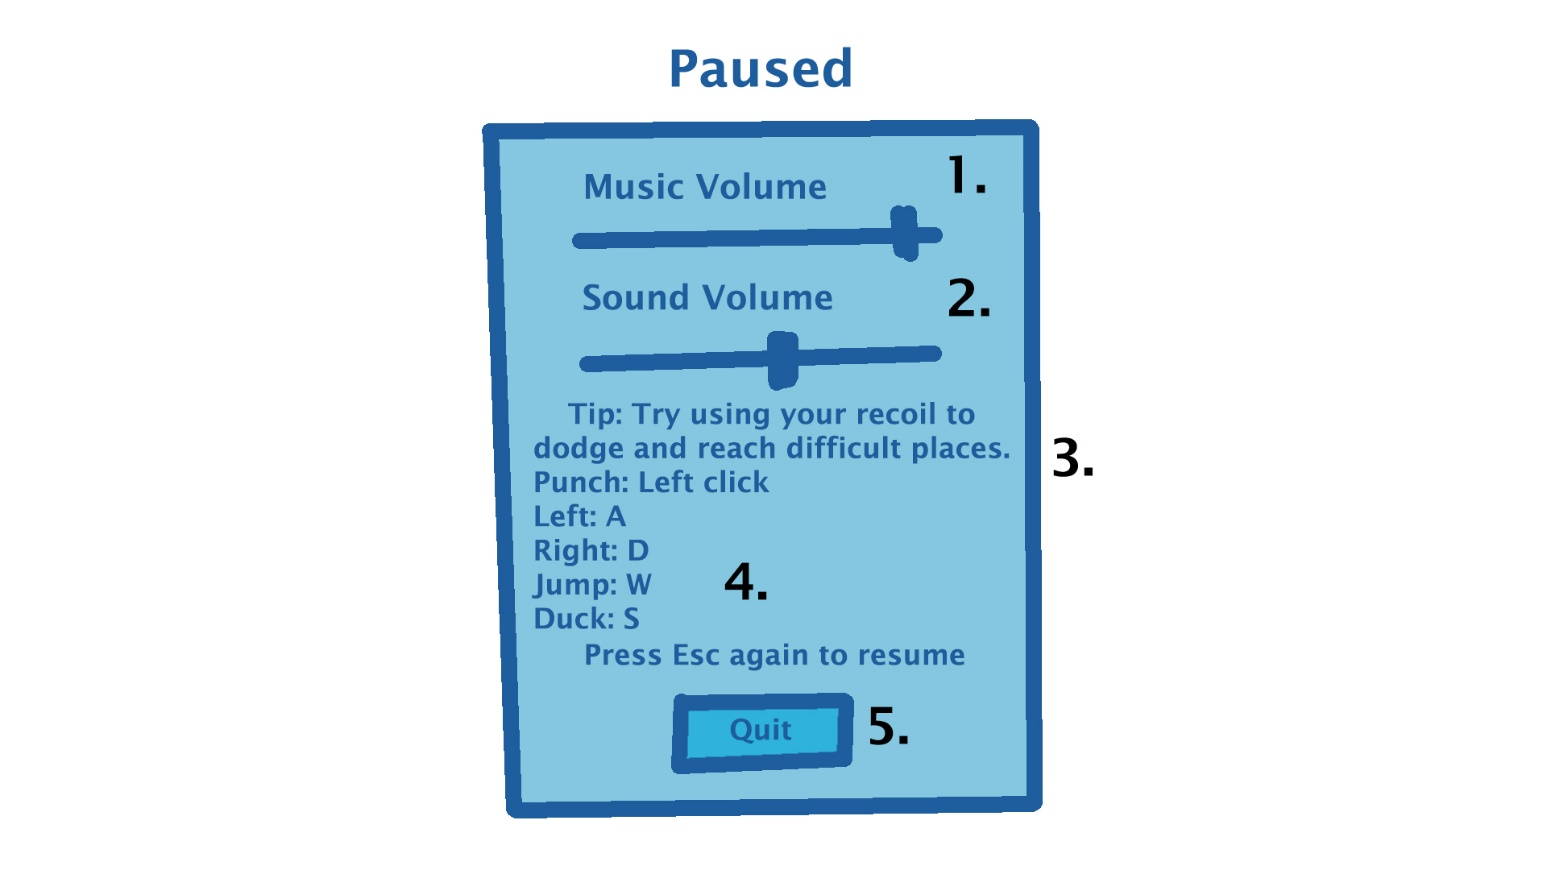 Paused
Music Volume 1.
Sound Volume 2.
Tip: Try using your recoil to
dodge and reach difficult places. 3.
Punch: Left click
Left: A
Right: D
Jump: W 4.
Duck: S
Press Esc again to resume
Quit 5.